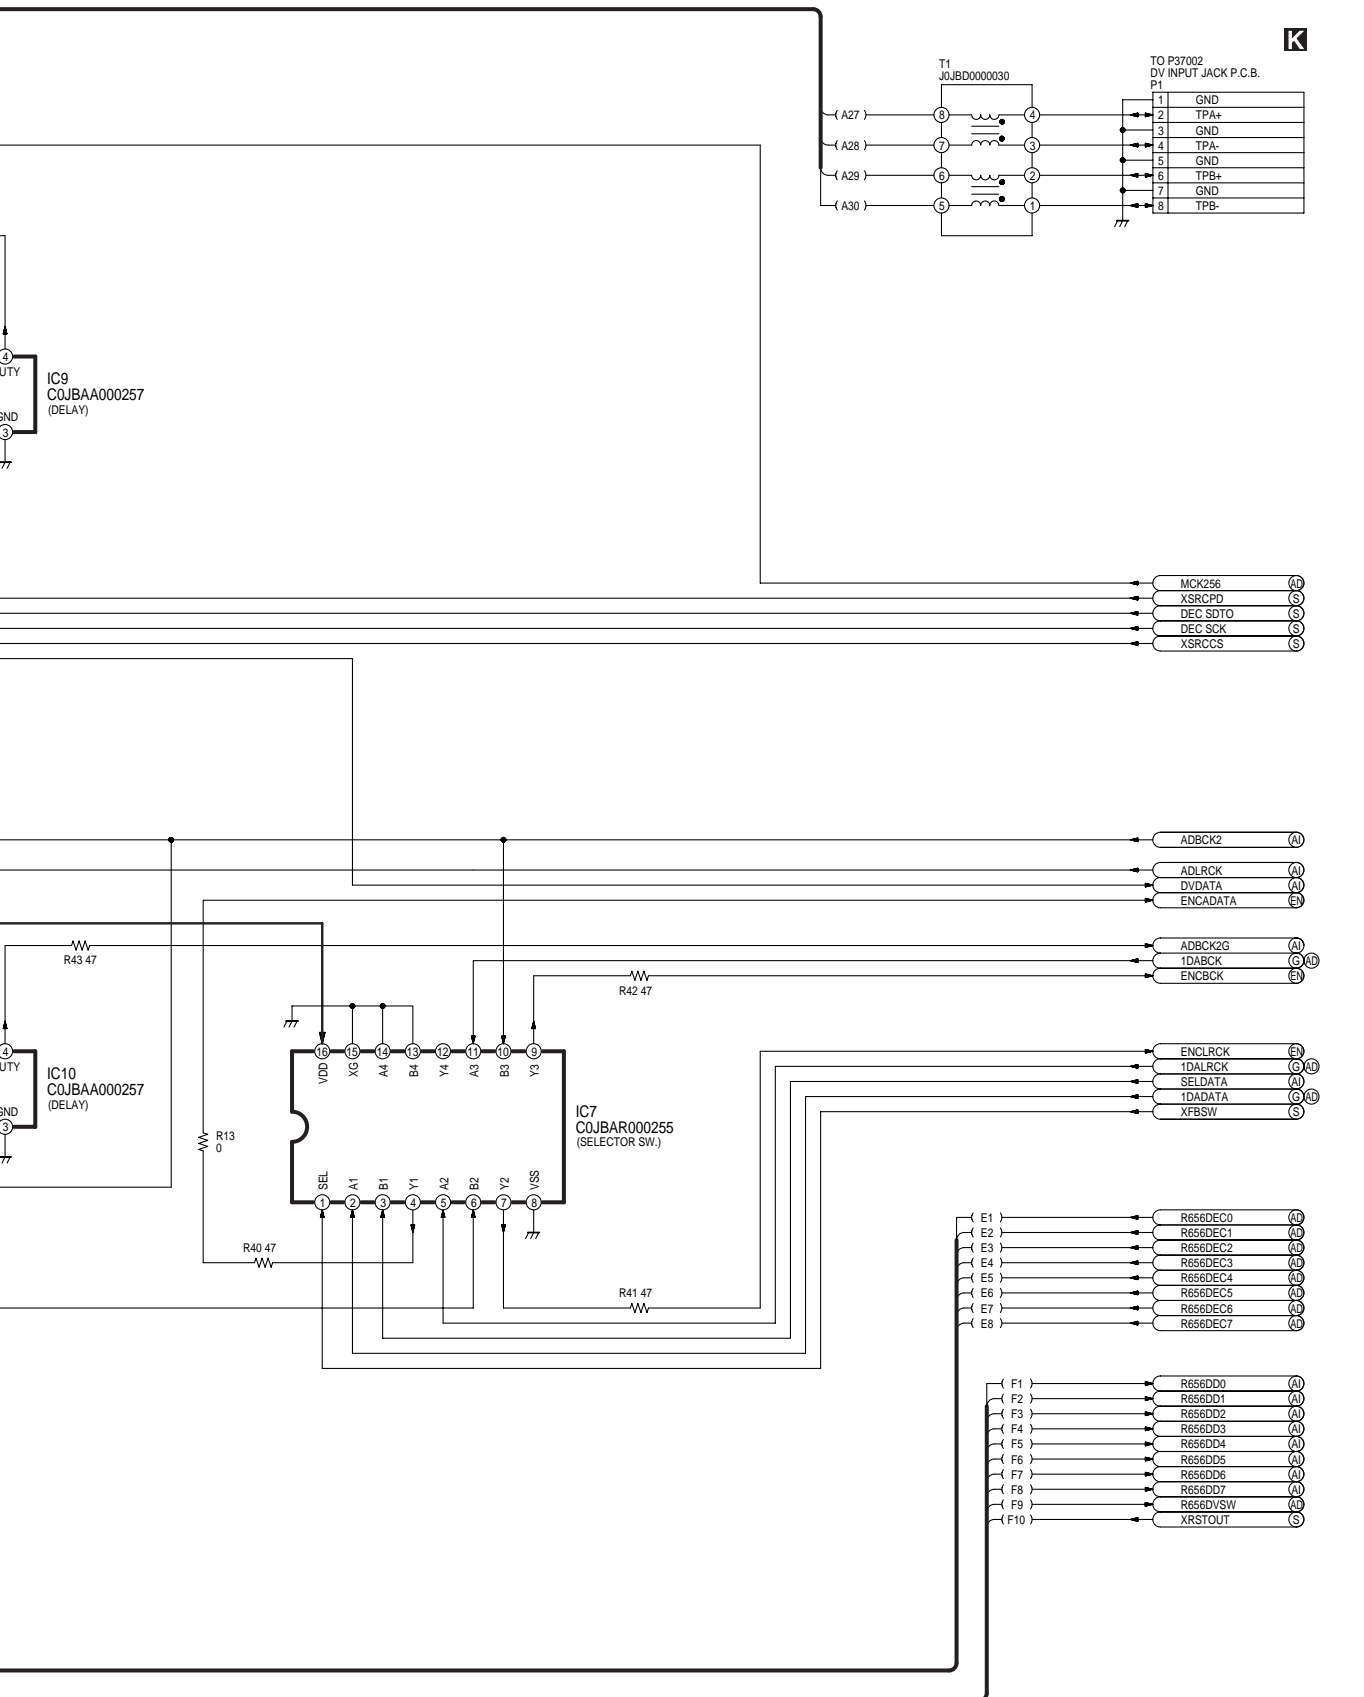 K
TO P37002
DV INPUT JACK P.C.B.
P1
T1
J0JBD0000030
1 GND
( A27 ) 8 4 2 TPA+
3 GND
( A28 ) 7 3 4 TPA-
5 GND
( A29 ) 6 2 6 TPB+
7 GND
( A30 ) 5 1 8 TPB-
4
UTY
IC9
C0JBAA000257
(DELAY)
GND
3
MCK256 AD
XSRCPD S
DEC SDTO S
DEC SCK S
XSRCCS S
ADBCK2 AI
ADLRCK AI
DVDATA AI
ENCADATA EN
ADBCK2G AI
R43 47
1DABCK G AD
ENCBCK EN
R42 47
4
UTY
IC10
C0JBAA000257
(DELAY)
GND
3
16 15 14 13 12 11 10 9
VDD XG A4 B4 Y4 A3 B3 Y3
ENCLRCK EN
1DALRCK G AD
SELDATA AI
1DADATA G AD
XFBSW S
IC7
C0JBAR000255
(SELECTOR SW.)
R13
0
SEL A1 B1 Y1 A2 B2 Y2 VSS
1 2 3 4 5 6 7 8
R40 47
R41 47
( E1 ) R656DEC0 AD
( E2 ) R656DEC1 AD
( E3 ) R656DEC2 AD
( E4 ) R656DEC3 AD
( E5 ) R656DEC4 AD
( E6 ) R656DEC5 AD
( E7 ) R656DEC6 AD
( E8 ) R656DEC7 AD
( F1 ) R656DD0 AI
( F2 ) R656DD1 AI
( F3 ) R656DD2 AI
( F4 ) R656DD3 AI
( F5 ) R656DD4 AI
( F6 ) R656DD5 AI
( F7 ) R656DD6 AI
( F8 ) R656DD7 AI
( F9 ) R656DVSW AD
( F10 ) XRSTOUT S